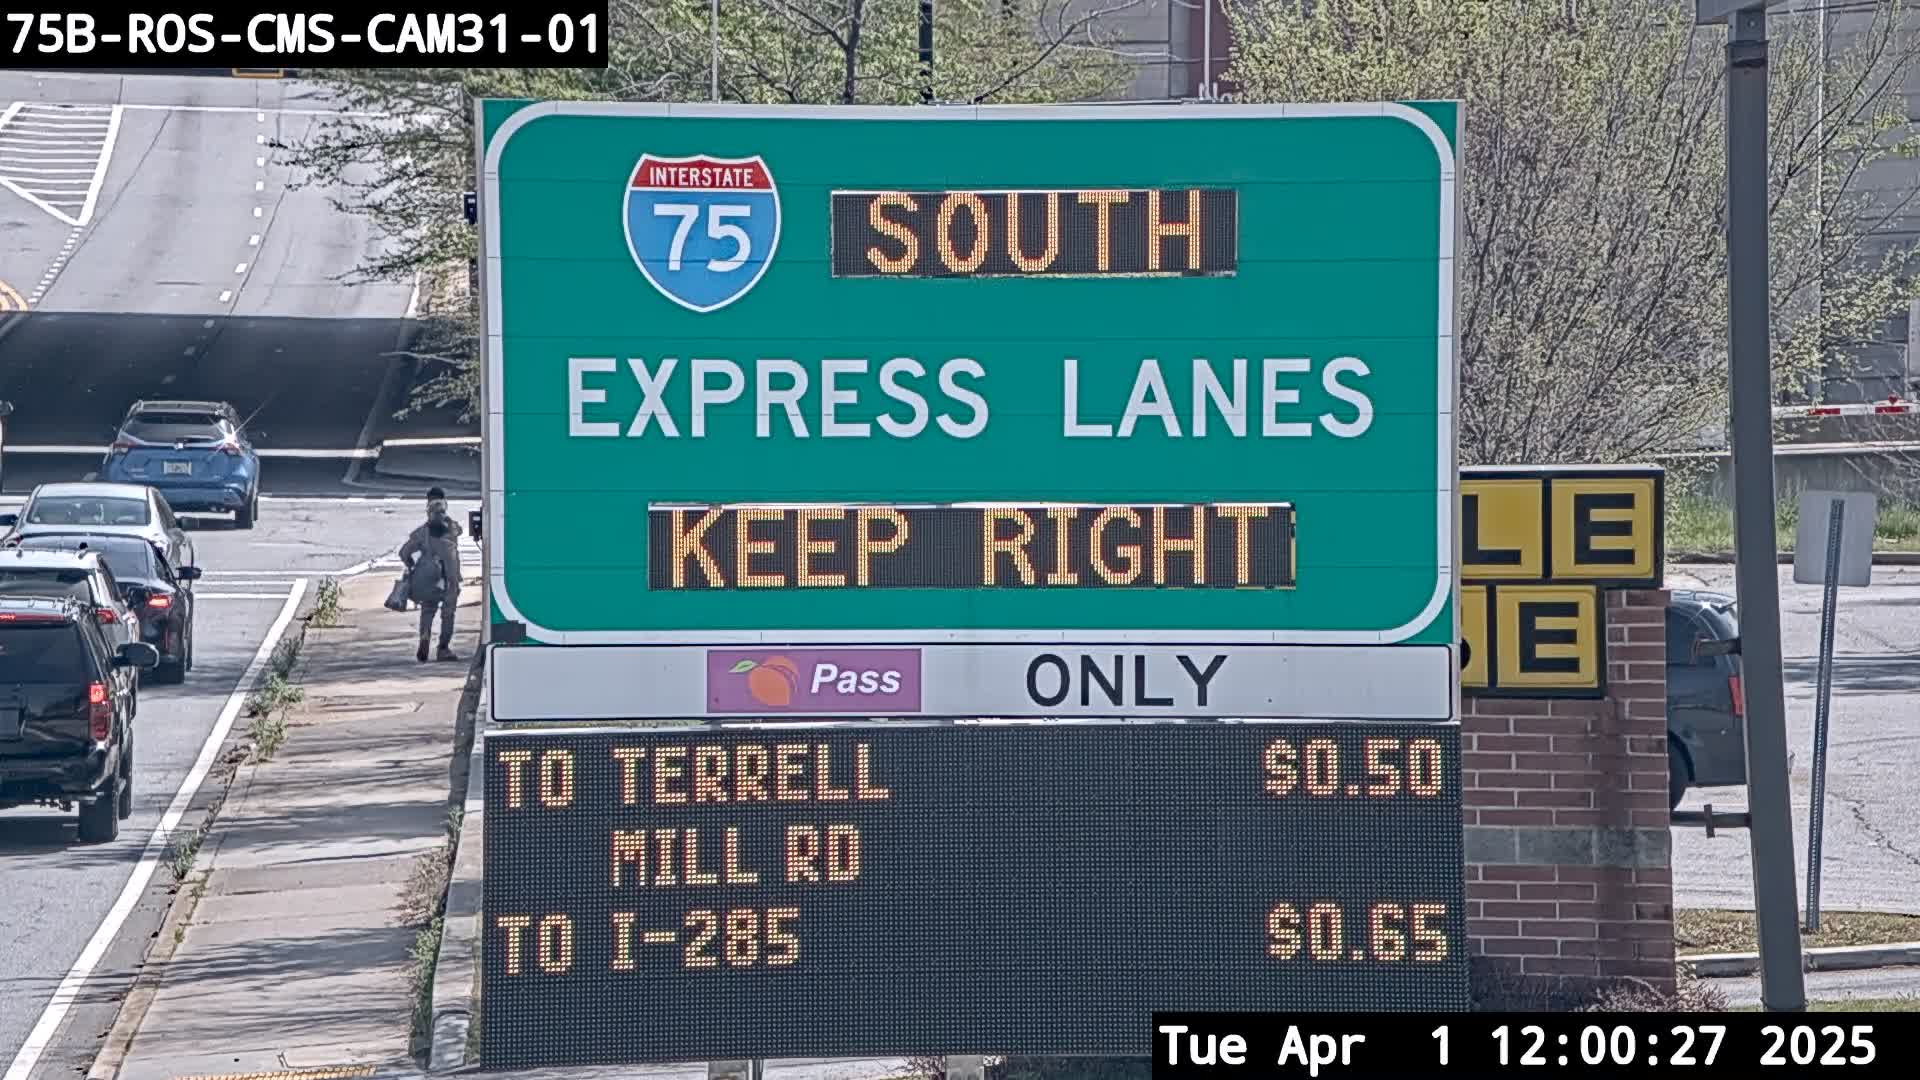 75B-ROS-CMS-CAM31-01
INTERSTATE
75
SOUTH
EXPRESS LANES
KEEP RIGHT
Pass ONLY
TO TERRELL $0.50
MILL RD
TO I-285 $0.65
LE
E
Tue Apr 1 12:00:27 2025